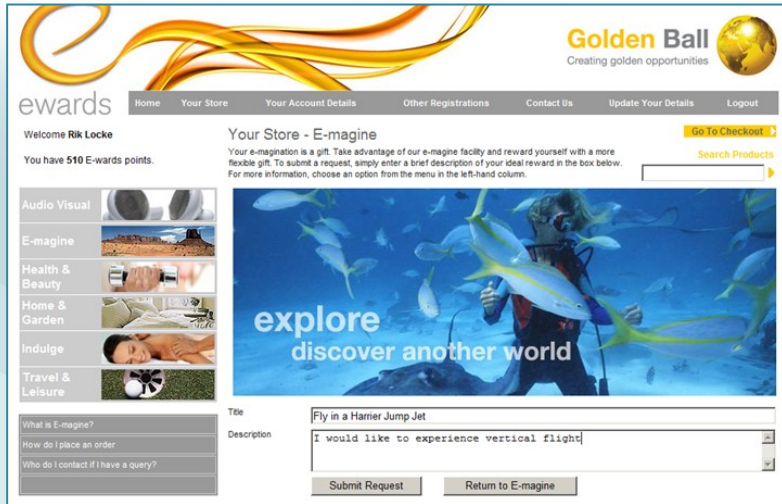 Golden Ball
Creating golden opportunities
ewards
Home Your Store Your Account Details Other Registrations Contact Us Update Your Details Logout
Welcome Rik Locke
You have 510 E-wards points.
Your Store - E-magine
Your e-magination is a gift. Take advantage of our e-magine facility and reward yourself with a more
flexible gift. To submit a request, simply enter a brief description of your ideal reward in the box below.
For more information, choose an option from the menu in the left-hand column.
Go To Checkout
Search Products
Audio Visual
E-magine
Health &
Beauty
Home &
Garden
Indulge
Travel &
Leisure
explore
discover another world
What is E-magine?
How do I place an order
Who do I contact if I have a query?
Title
Fly in a Harrier Jump Jet
Description
I would like to experience vertical flight
Submit Request Return to E-magine